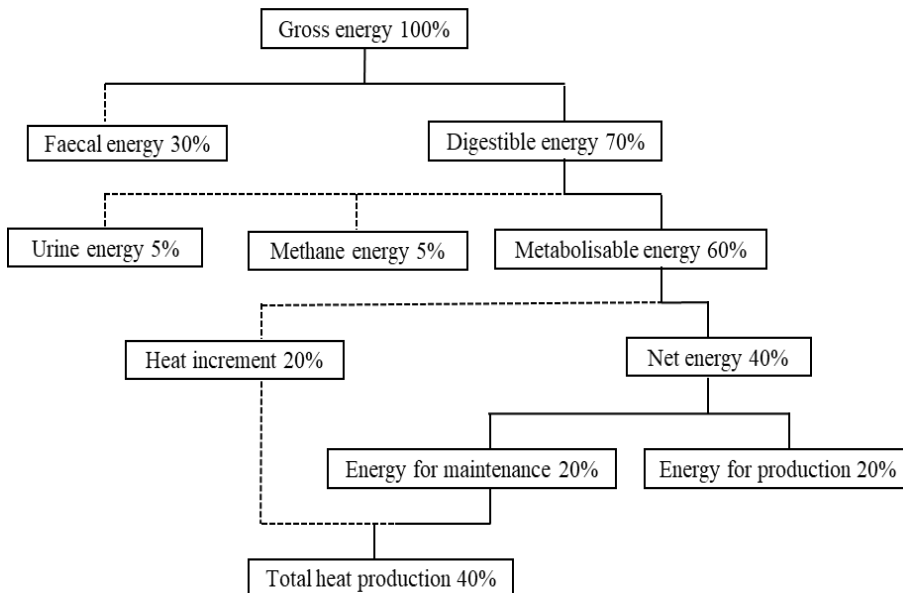 Gross energy 100%
Faecal energy 30%
Digestible energy 70%
Urine energy 5%
Methane energy 5%
Metabolisable energy 60%
Heat increment 20%
Net energy 40%
Energy for maintenance 20%
Energy for production 20%
Total heat production 40%